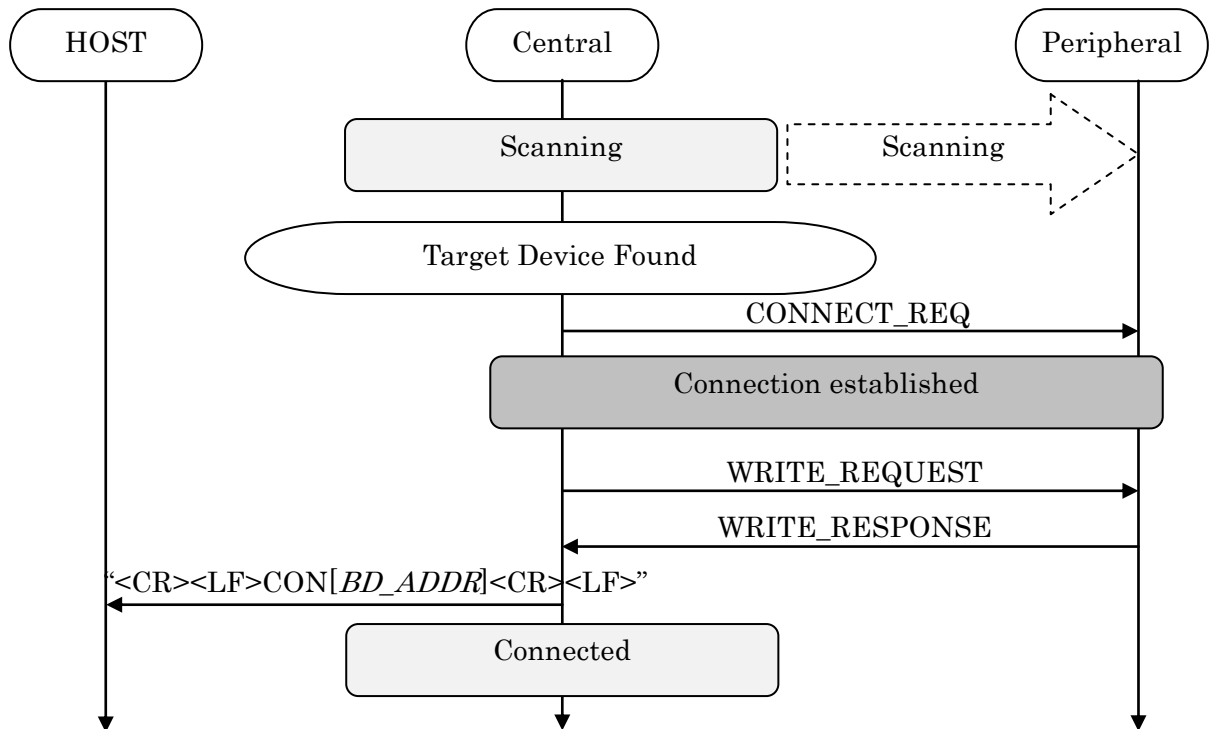 HOST
Central
Peripheral
Scanning
Scanning
Target Device Found
CONNECT_REQ
Connection established
WRITE_REQUEST
WRITE_RESPONSE
“<CR><LF>CON[BD_ADDR]<CR><LF>”
Connected